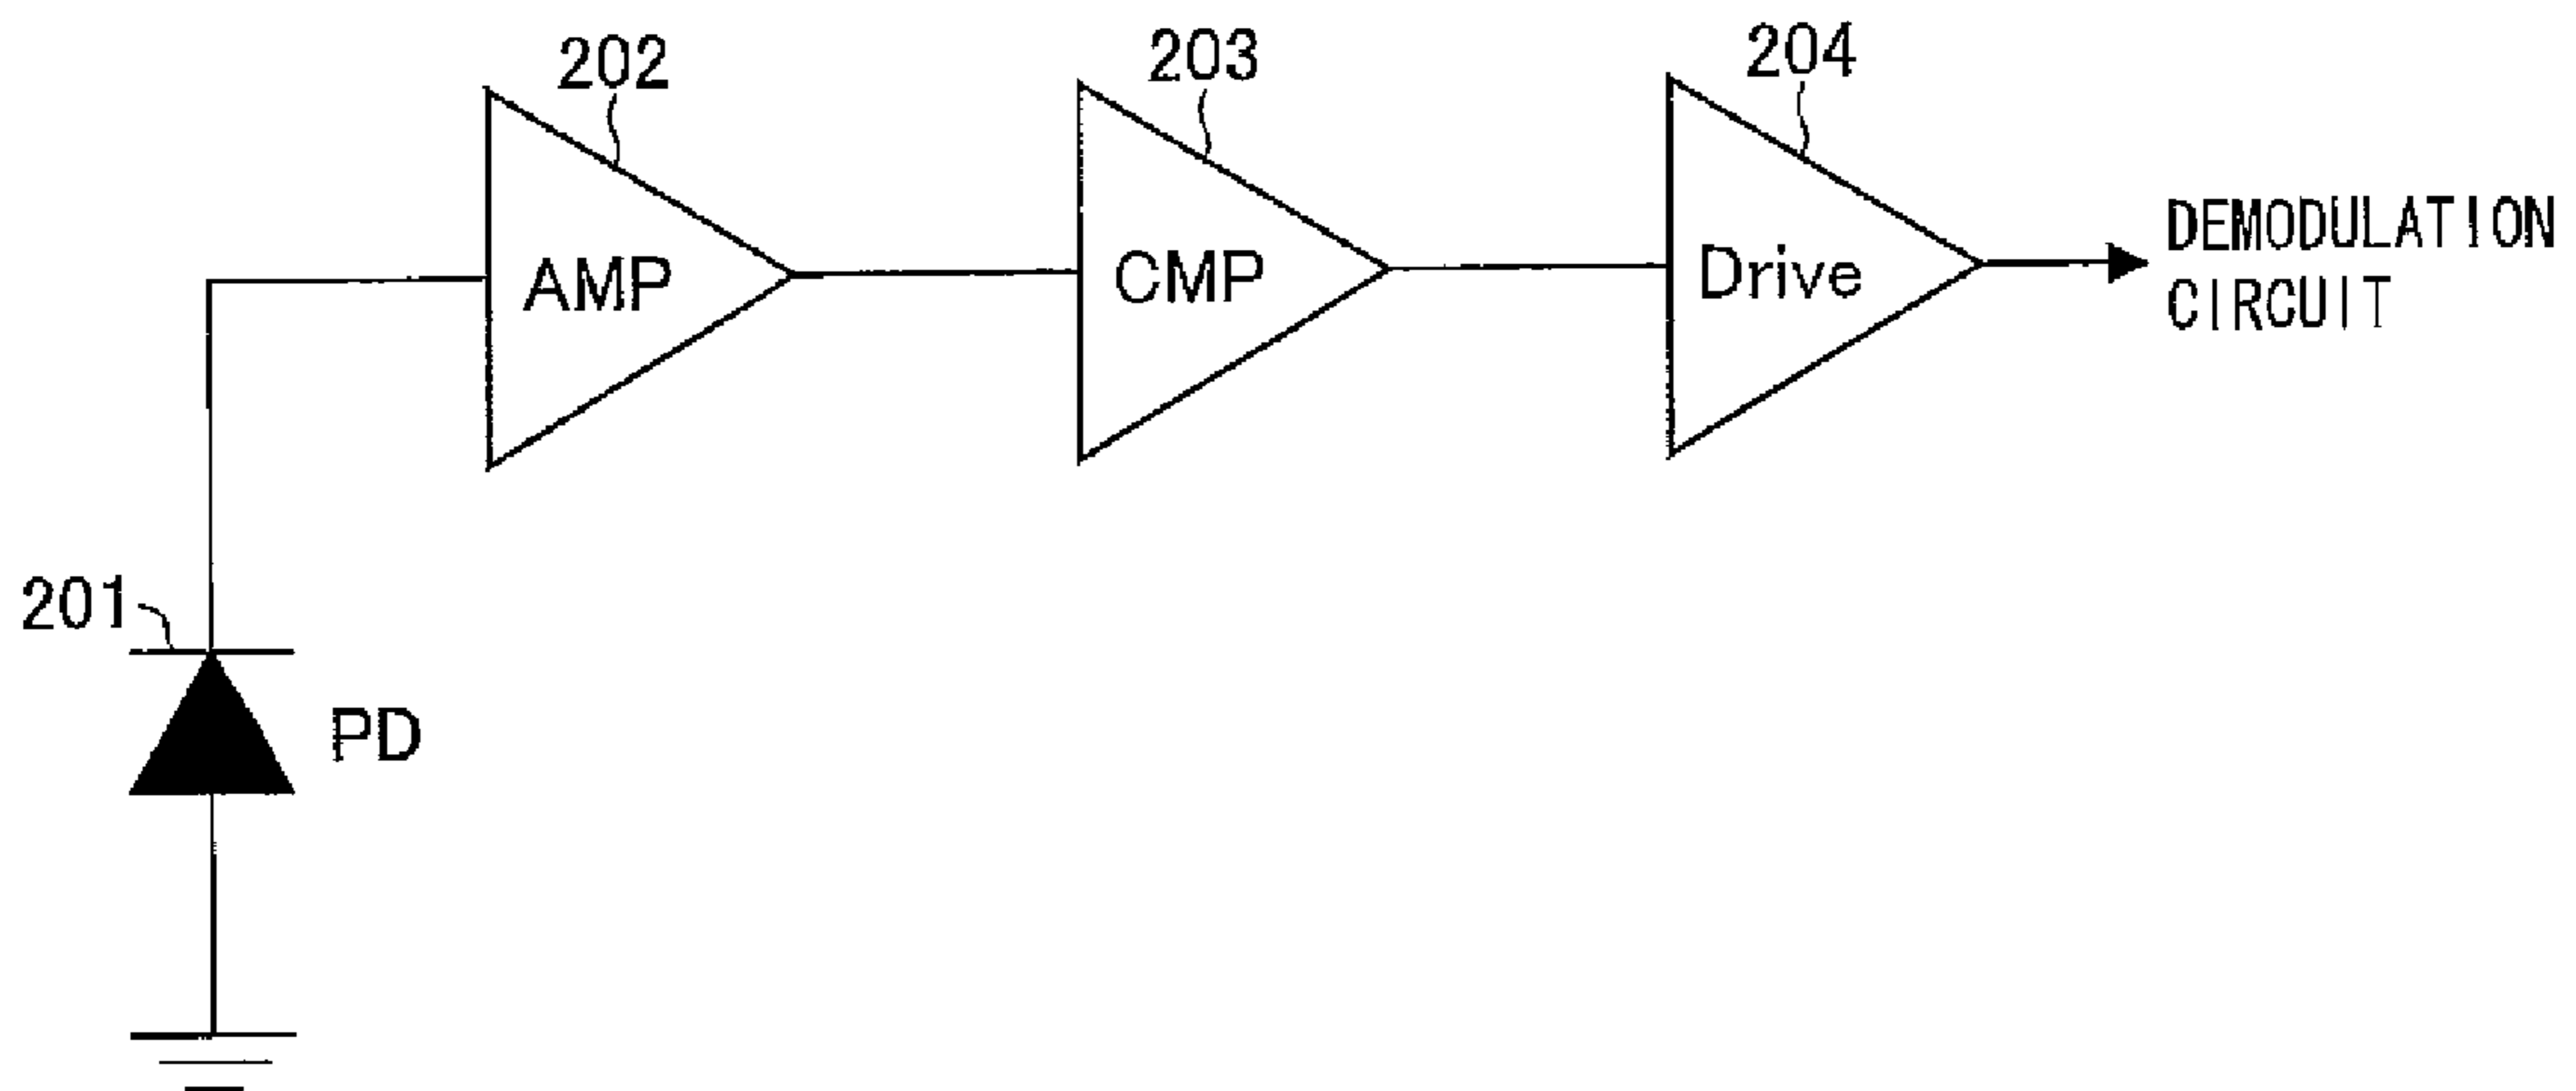 202
203
204
AMP
CMP
Drive
DEMODULATION
CIRCUIT
201
PD